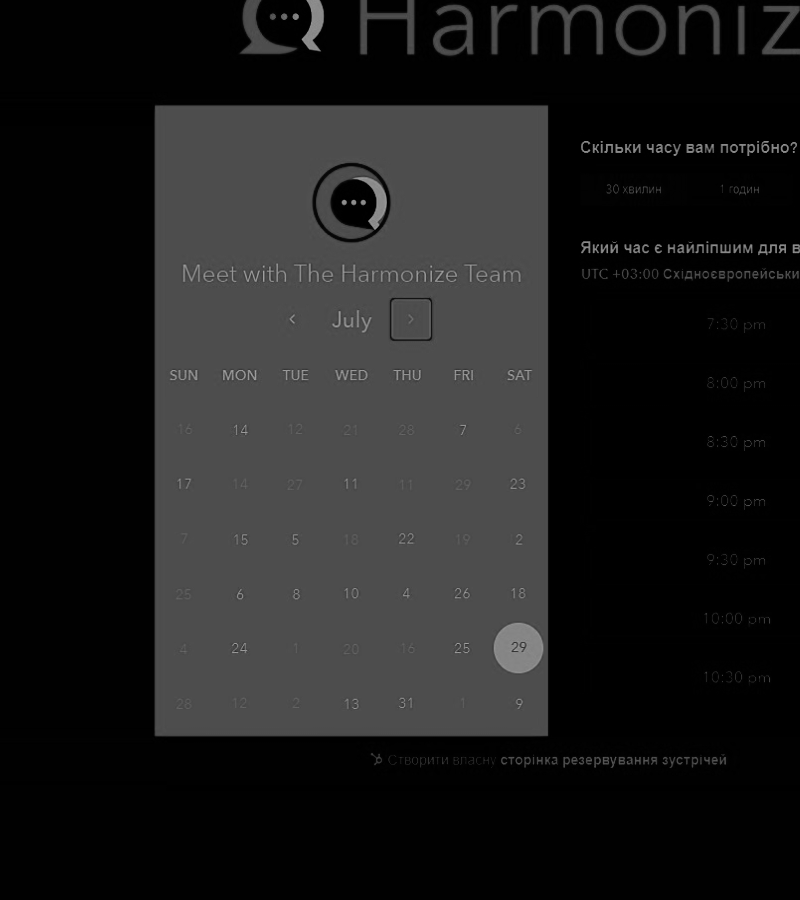 Harmoniz
Meet with The Harmonize Team
July
SUN MON TUE WED THU FRI SAT
16 14 12 21 28 7 6
17 14 27 11 11 29 23
7 15 5 18 22 19 2
25 6 8 10 4 26 18
4 24 1 20 16 25 29
28 12 2 13 31 1 9
Скільки часу вам потрібно?
30 хвилин 1 годин
Який час є найліпшим для в
UTC +03:00 Східноєвропейськи
7:30 pm
8:00 pm
8:30 pm
9:00 pm
9:30 pm
10:00 pm
10:30 pm
Створити власну сторінка резервування зустрічей